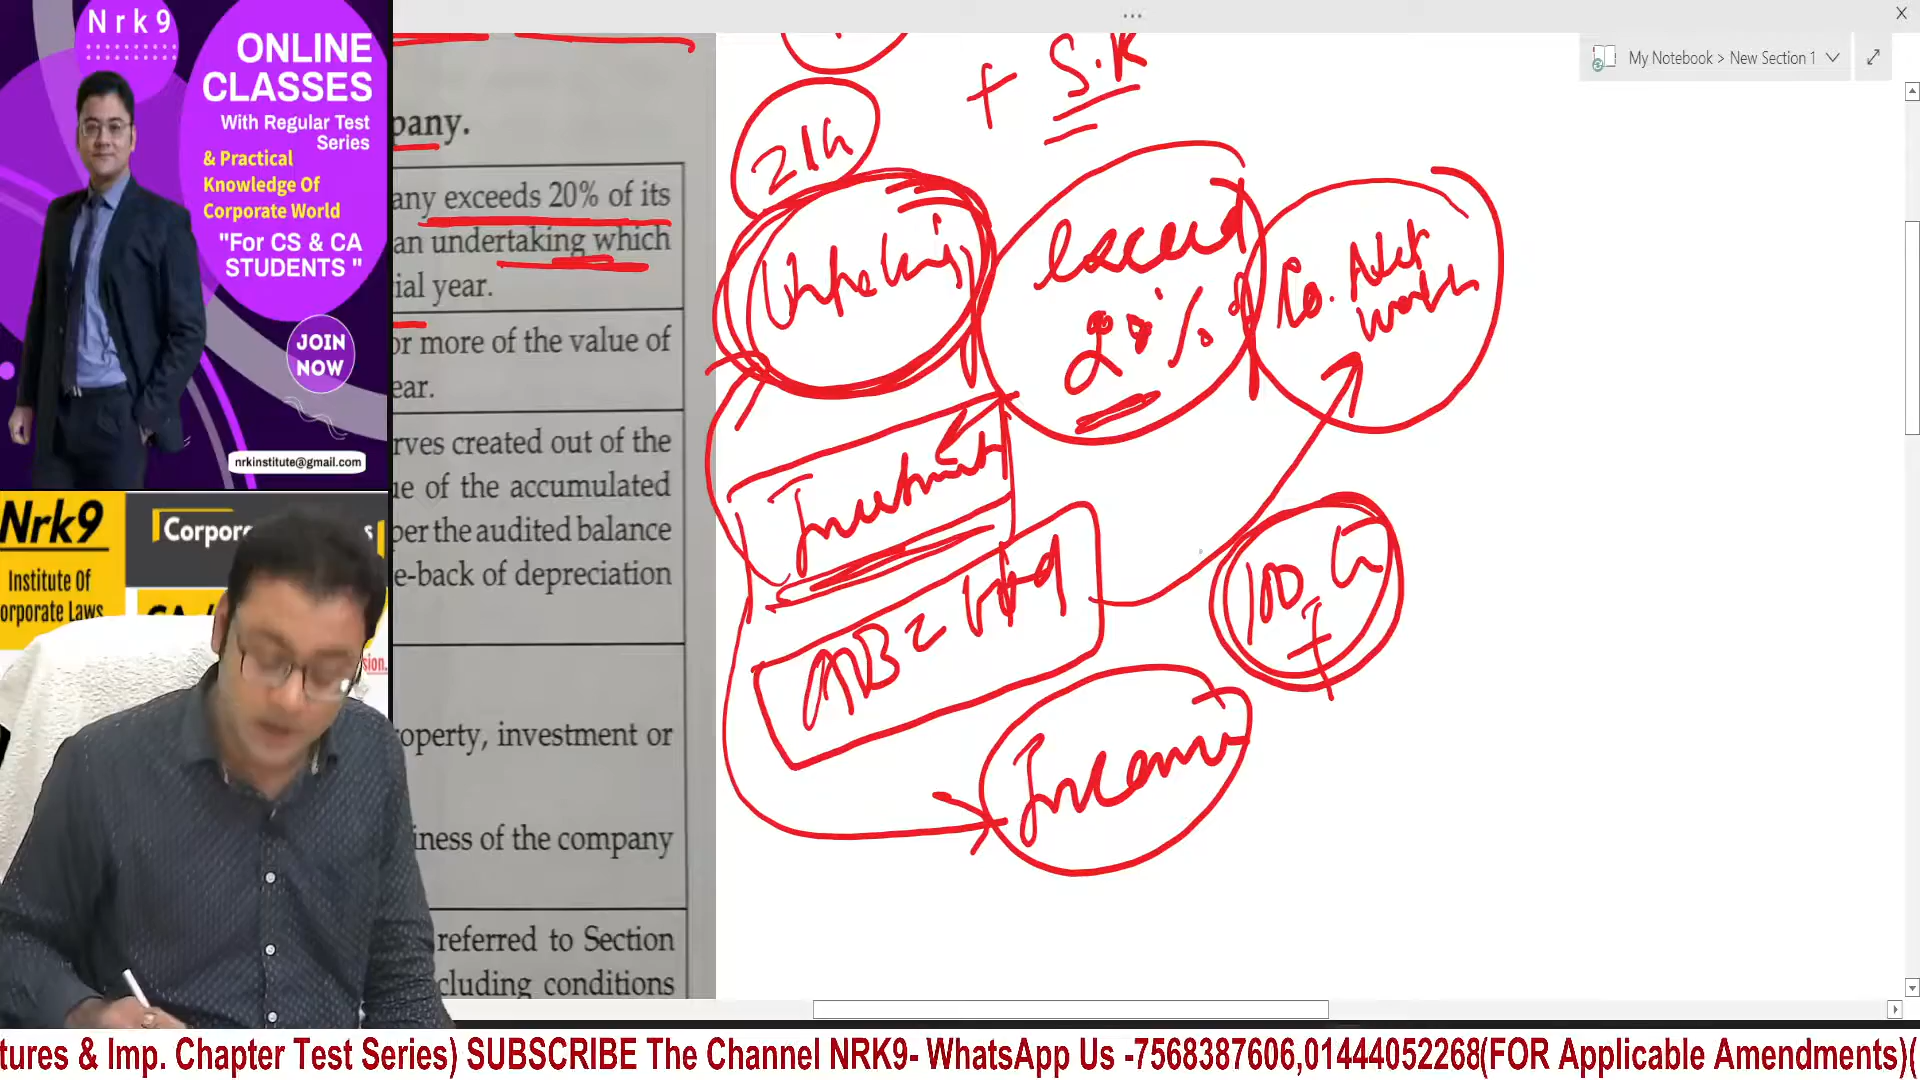 Nrk9
ONLINE
CLASSES
With Regular Test
Series
& Practical
Knowledge Of
Corporate World
"For CS & CA
STUDENTS "
JOIN
NOW
nrkinstitute@gmail.com
Nrk9
Institute Of
orporate Laws
Corpor
s
CA
sion.
pany.
any exceeds 20% of its
an undertaking which
ial year.
or more of the value of
ear.
rves created out of the
ue of the accumulated
per the audited balance
e-back of depreciation
operty, investment or
iness of the company
referred to Section
cluding conditions
+ S.R
exceed
20% of
Co. Net
worth
Investment
ABC Ltd
100 Cr
Income
My Notebook > New Section 1
tures & Imp. Chapter Test Series) SUBSCRIBE The Channel NRK9- WhatsApp Us -7568387606,01444052268(FOR Applicable Amendments)(